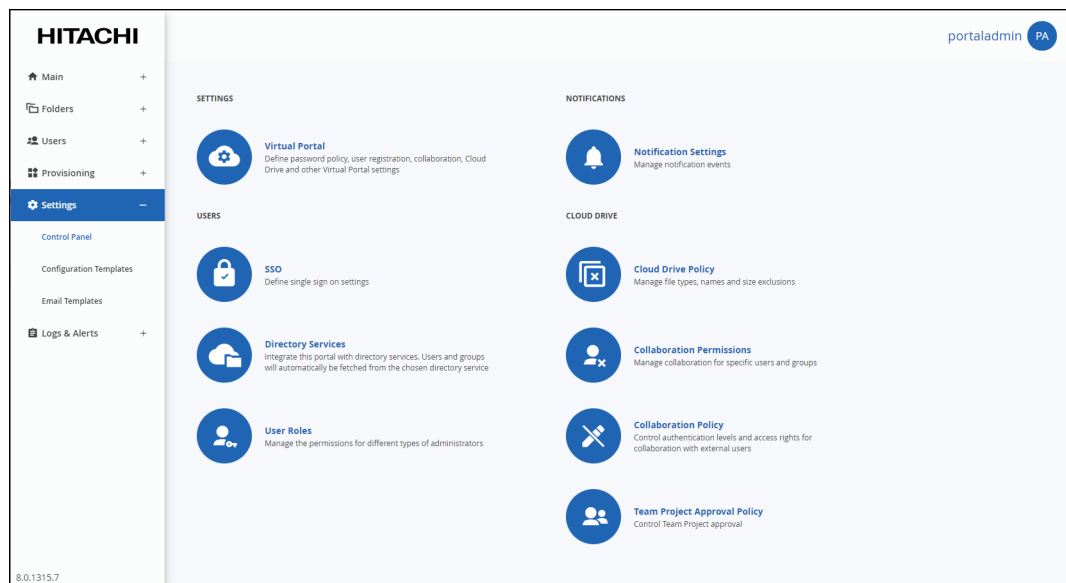 HITACHI
portaladmin PA
Main +
Folders +
Users +
Provisioning +
Settings −
Control Panel
Configuration Templates
Email Templates
Logs & Alerts +
8.0.1315.7
SETTINGS
Virtual Portal
Define password policy, user registration, collaboration, Cloud
Drive and other Virtual Portal settings
USERS
SSO
Define single sign on settings
Directory Services
Integrate this portal with directory services. Users and groups
will automatically be fetched from the chosen directory service
User Roles
Manage the permissions for different types of administrators
NOTIFICATIONS
Notification Settings
Manage notification events
CLOUD DRIVE
Cloud Drive Policy
Manage file types, names and size exclusions
Collaboration Permissions
Manage collaboration for specific users and groups
Collaboration Policy
Control authentication levels and access rights for
collaboration with external users
Team Project Approval Policy
Control Team Project approval